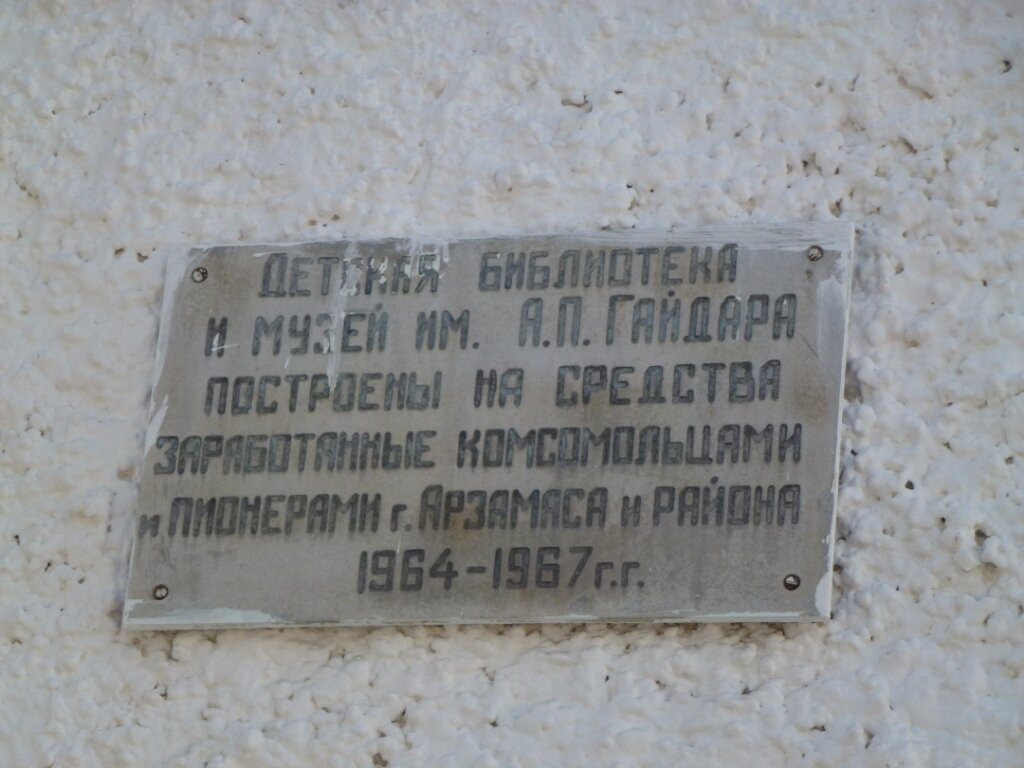 Детская библиотека
и музей им. А.П. Гайдара
построены на средства
заработанные комсомольцами
и пионерами г. Арзамаса и района
1964-1967 г.г.